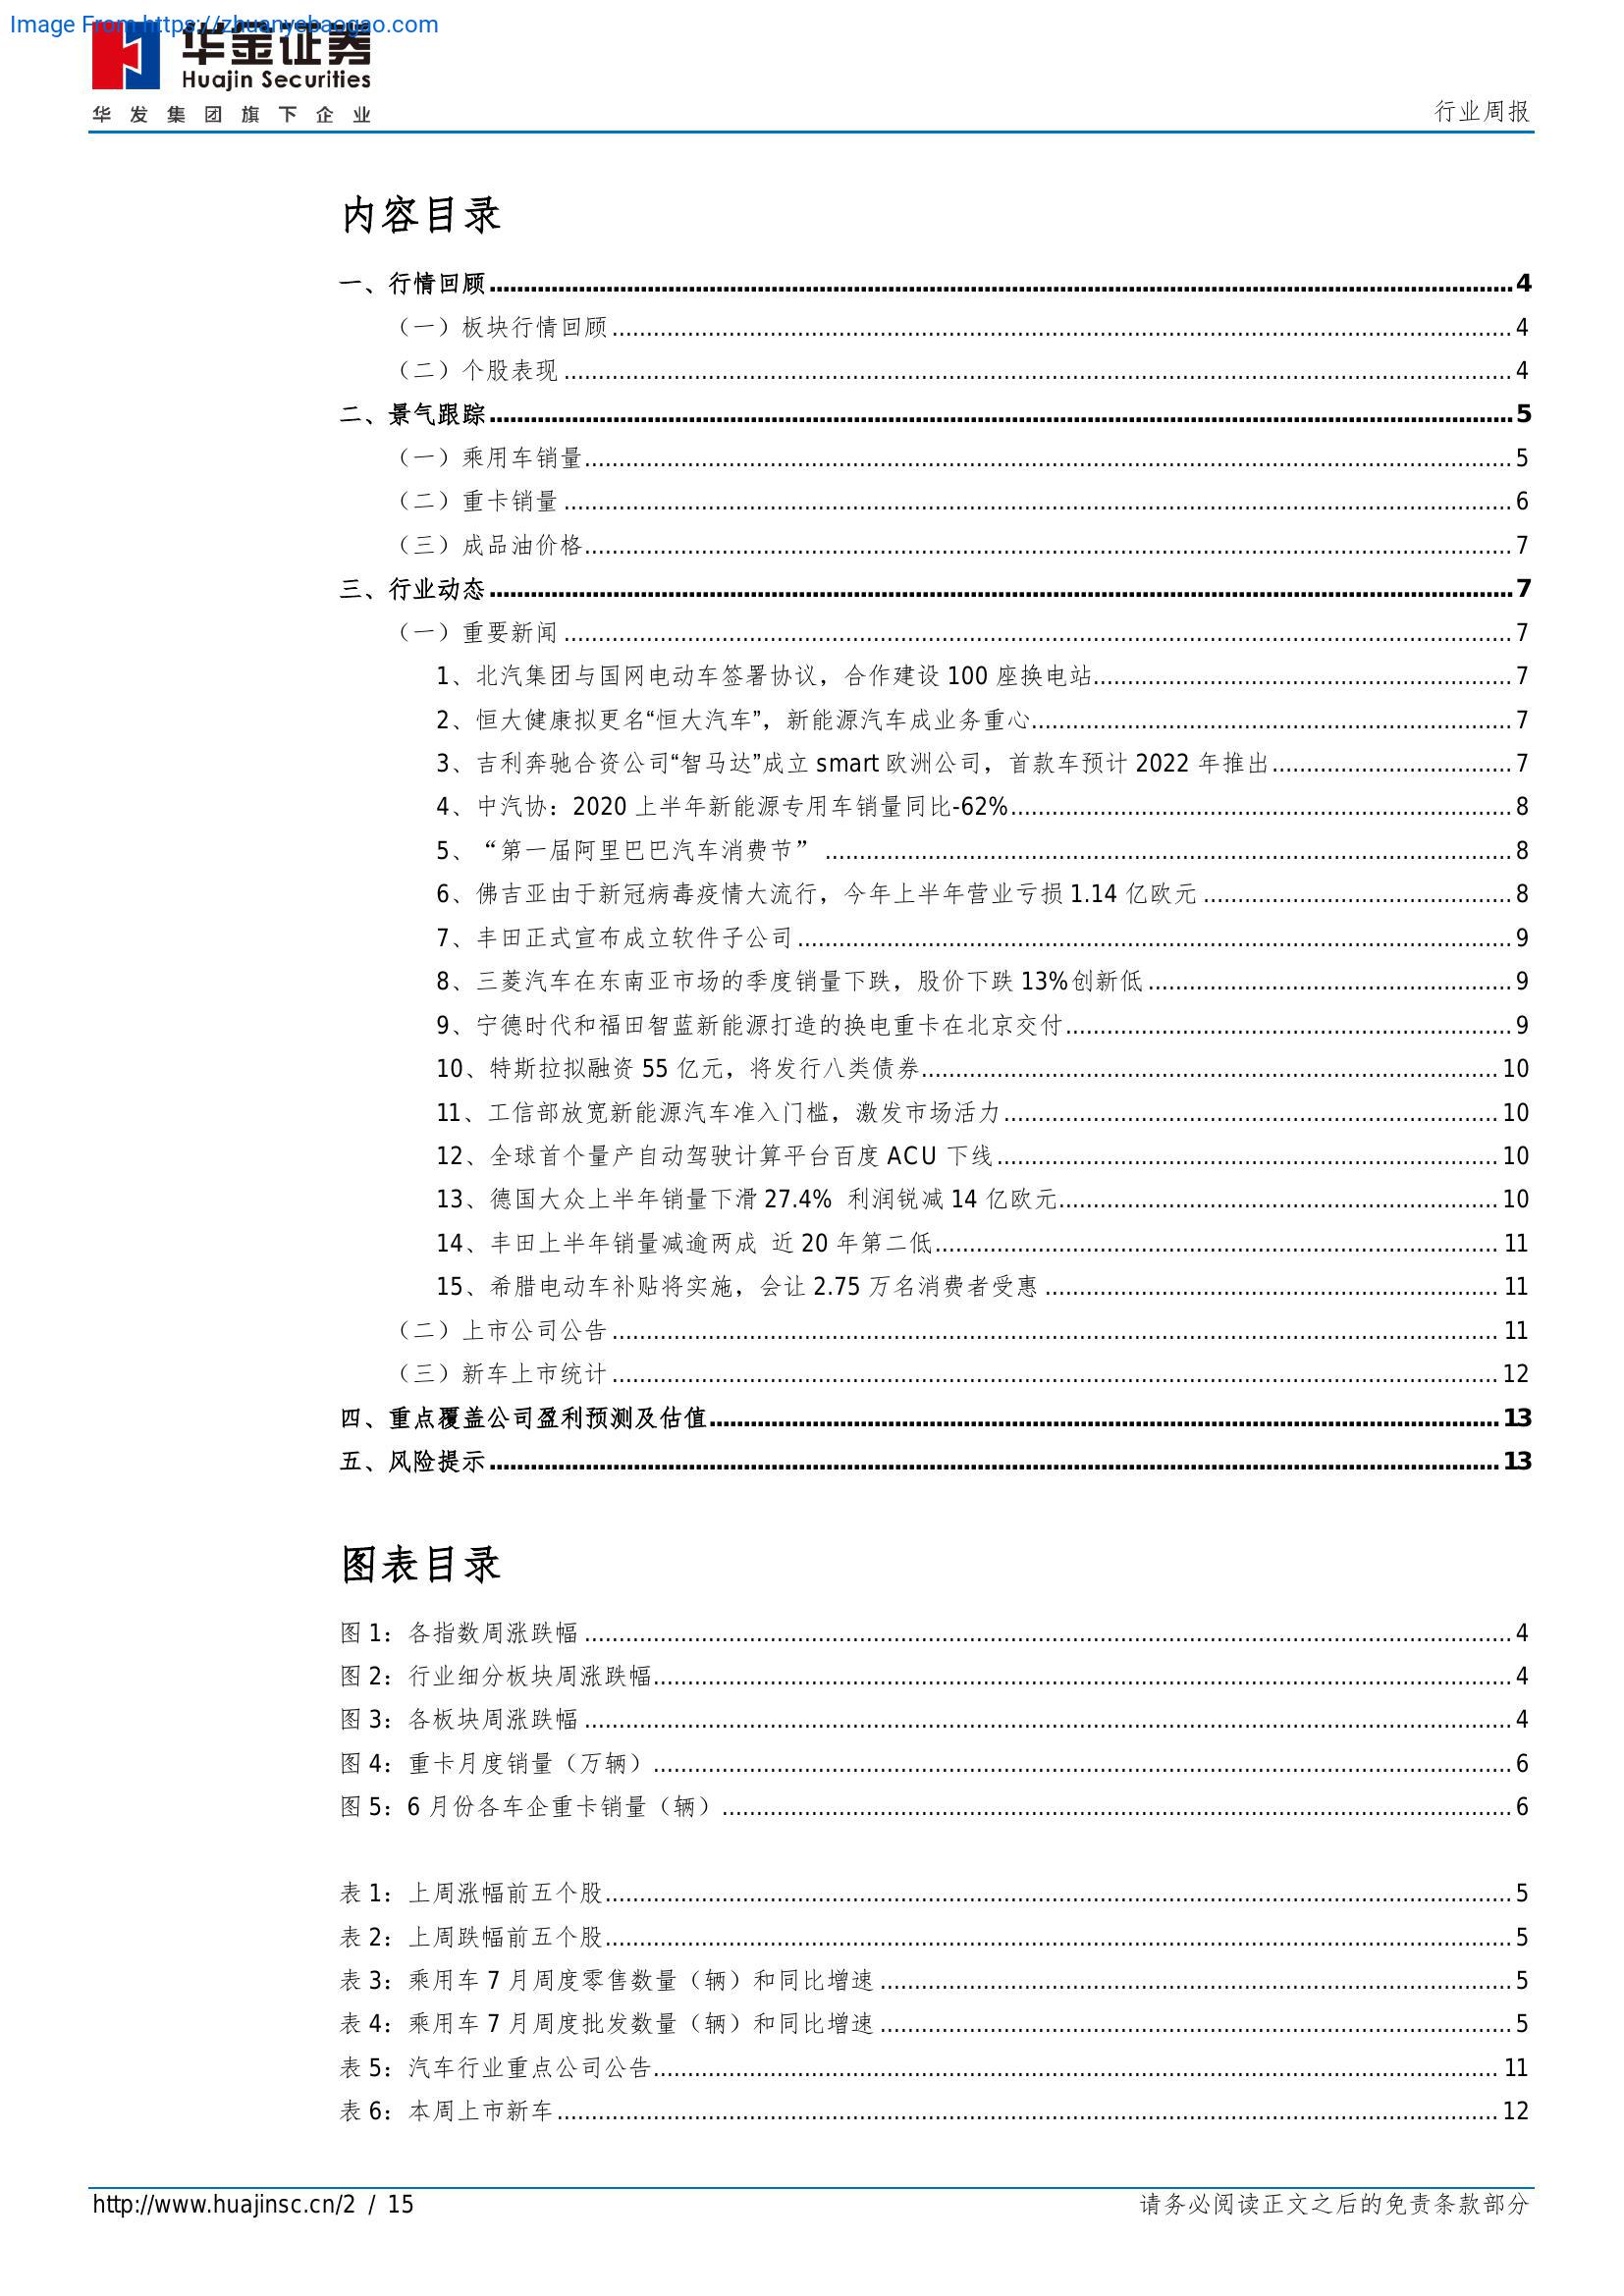 Image From https://zhuanyebaogao.com
华金证券
Huajin Securities
华发集团旗下企业
行业周报
内容目录
一、行情回顾 4
（一）板块行情回顾 4
（二）个股表现 4
二、景气跟踪 5
（一）乘用车销量 5
（二）重卡销量 6
（三）成品油价格 7
三、行业动态 7
（一）重要新闻 7
1、北汽集团与国网电动车签署协议，合作建设 100 座换电站 7
2、恒大健康拟更名“恒大汽车”，新能源汽车成业务重心 7
3、吉利奔驰合资公司“智马达”成立 smart 欧洲公司，首款车预计 2022 年推出 7
4、中汽协：2020 上半年新能源专用车销量同比-62% 8
5、“第一届阿里巴巴汽车消费节” 8
6、佛吉亚由于新冠病毒疫情大流行，今年上半年营业亏损 1.14 亿欧元 8
7、丰田正式宣布成立软件子公司 9
8、三菱汽车在东南亚市场的季度销量下跌，股价下跌 13%创新低 9
9、宁德时代和福田智蓝新能源打造的换电重卡在北京交付 9
10、特斯拉拟融资 55 亿元，将发行八类债券 10
11、工信部放宽新能源汽车准入门槛，激发市场活力 10
12、全球首个量产自动驾驶计算平台百度 ACU 下线 10
13、德国大众上半年销量下滑 27.4% 利润锐减 14 亿欧元 10
14、丰田上半年销量减逾两成 近 20 年第二低 11
15、希腊电动车补贴将实施，会让 2.75 万名消费者受惠 11
（二）上市公司公告 11
（三）新车上市统计 12
四、重点覆盖公司盈利预测及估值 13
五、风险提示 13
图表目录
图 1：各指数周涨跌幅 4
图 2：行业细分板块周涨跌幅 4
图 3：各板块周涨跌幅 4
图 4：重卡月度销量（万辆） 6
图 5：6 月份各车企重卡销量（辆） 6
表 1：上周涨幅前五个股 5
表 2：上周跌幅前五个股 5
表 3：乘用车 7 月周度零售数量（辆）和同比增速 5
表 4：乘用车 7 月周度批发数量（辆）和同比增速 5
表 5：汽车行业重点公司公告 11
表 6：本周上市新车 12
http://www.huajinsc.cn/2 / 15
请务必阅读正文之后的免责条款部分